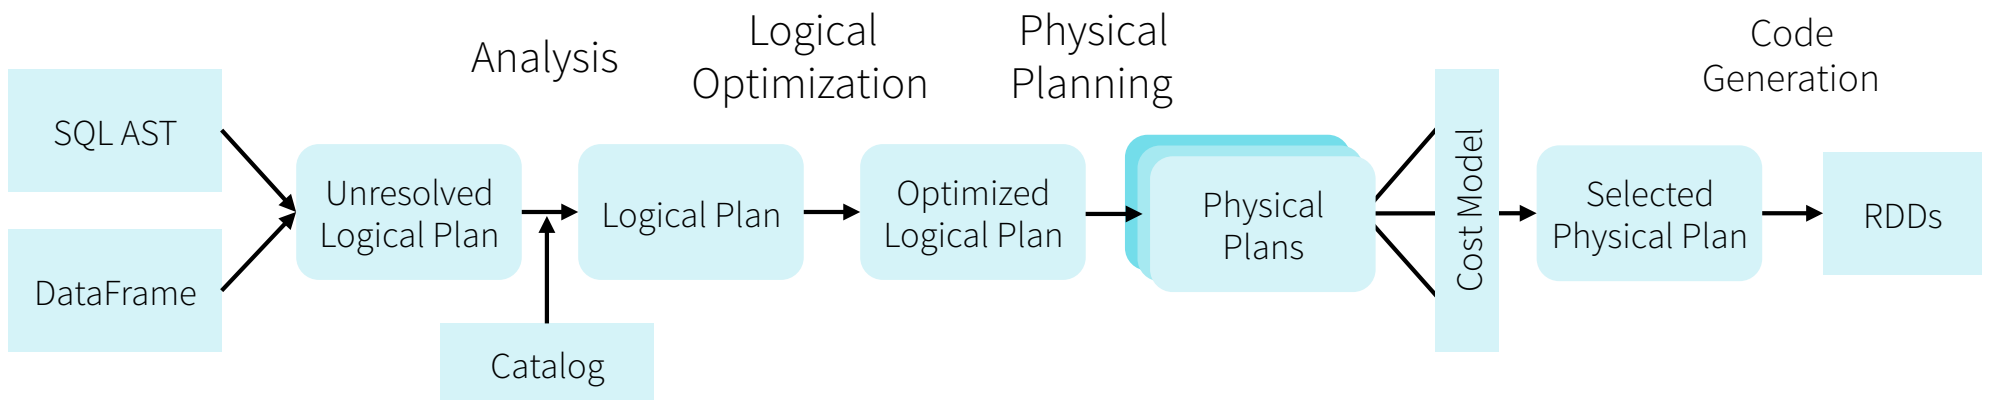 Analysis
Logical
Optimization
Physical
Planning
Code
Generation
SQL AST
DataFrame
Unresolved
Logical Plan
Catalog
Logical Plan
Optimized
Logical Plan
Physical
Plans
Cost Model
Selected
Physical Plan
RDDs